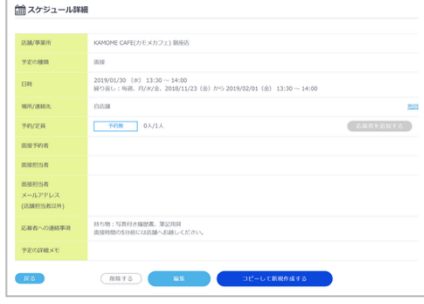 スケジュール詳細
店舗/事業所
KAMOME CAFE(カモメカフェ) 銀座店
予定の種類
面接
日時
2019/01/30 (水) 13:30 ~ 14:00
繰り返し：毎週、月/水/金、2018/11/23 (金) から 2019/02/01 (金) 13:30 ~ 14:00
場所/連絡先
自店舗
予約/定員
予約無
0人/1人
応募者を追加する
面接予約者
面接担当者
面接担当者
メールアドレス
(店舗担当者以外)
応募者への連絡事項
持ち物：写真付き履歴書、筆記用具
面接時間の5分前には店舗へお越しください。
予定の詳細メモ
戻る
削除する
編集
コピーして新規作成する